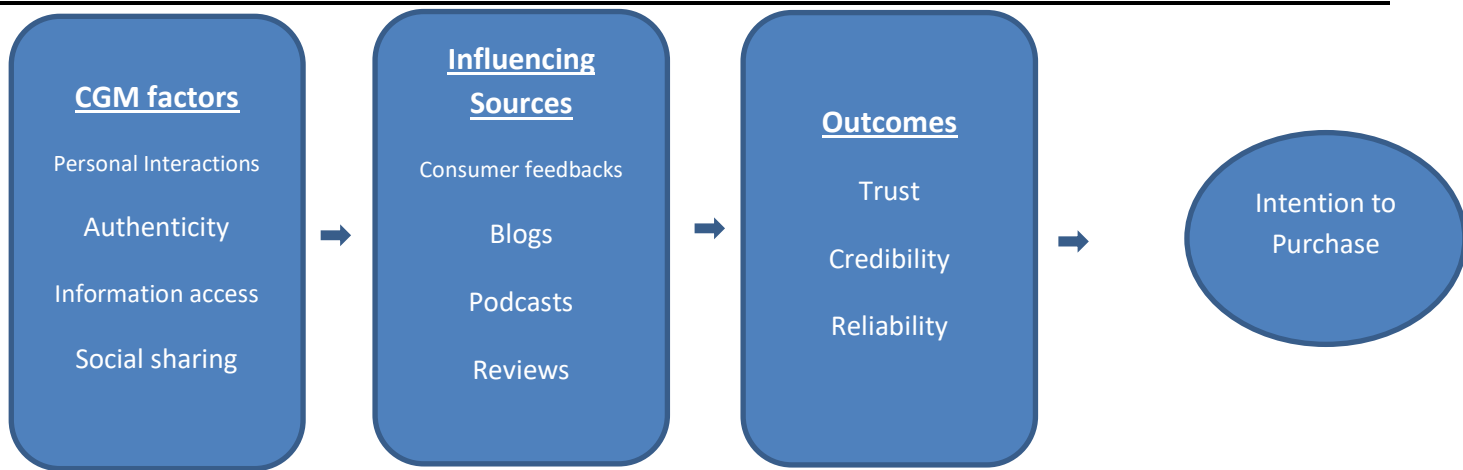 CGM factors
Personal Interactions
Authenticity
Information access
Social sharing
Influencing
Sources
Consumer feedbacks
Blogs
Podcasts
Reviews
Outcomes
Trust
Credibility
Reliability
Intention to
Purchase